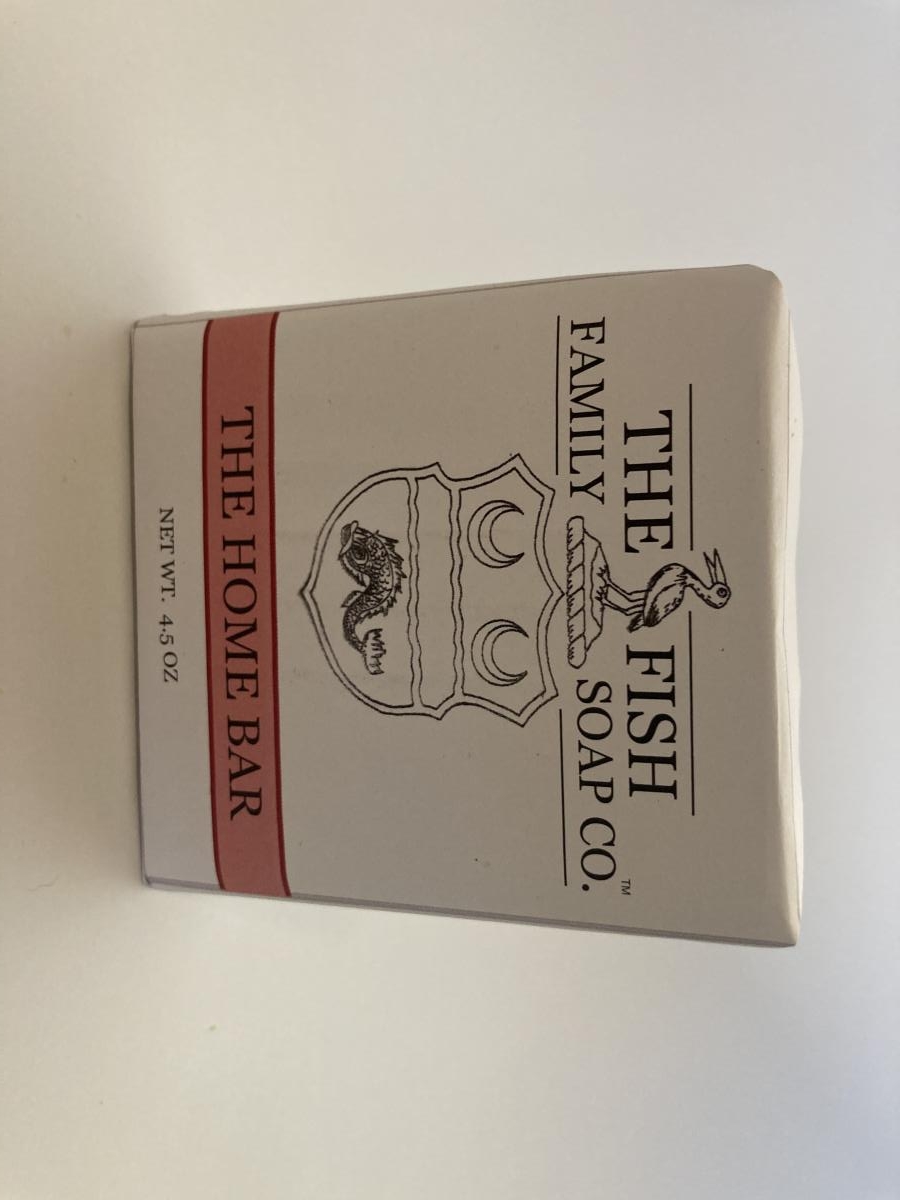 THE FISH
FAMILY SOAP CO.™
THE HOME BAR
NET WT. 4.5 OZ